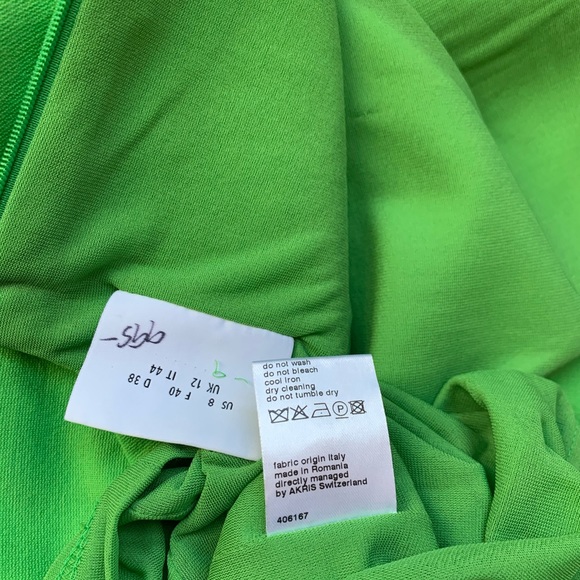 US 8 F 40 D 38
UK 12 IT 44
do not wash
do not bleach
cool iron
dry cleaning
do not tumble dry
P
fabric origin Italy
made in Romania
directly managed
by AKRIS Switzerland
406167